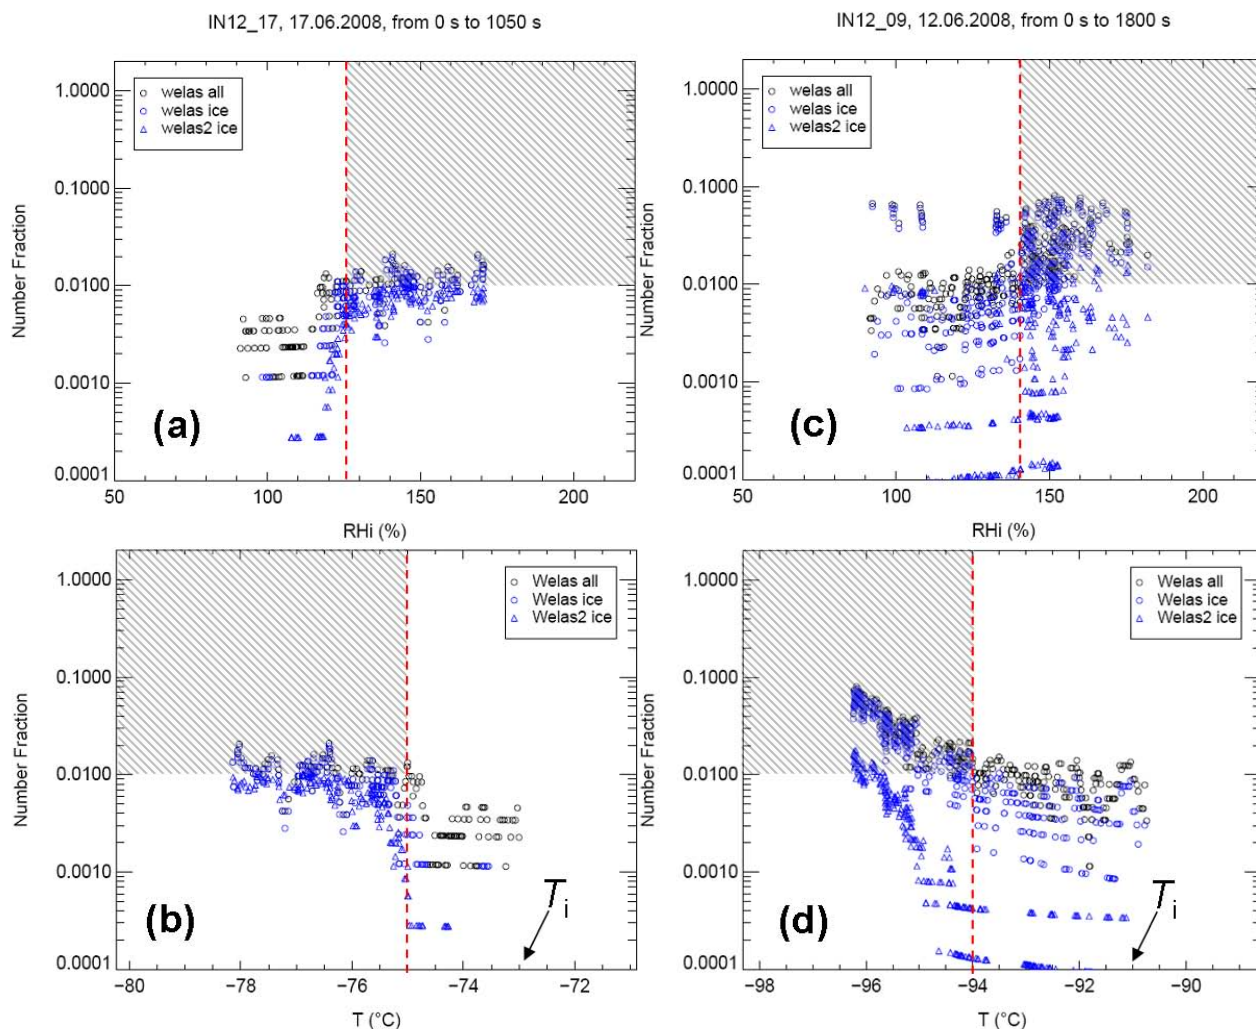 IN12_17, 17.06.2008, from 0 s to 1050 s
IN12_09, 12.06.2008, from 0 s to 1800 s
Number Fraction
1.0000
0.1000
0.0100
0.0010
0.0001
welas all
welas ice
welas2 ice
(a)
50
100
150
200
RHi (%)
Number Fraction
1.0000
0.1000
0.0100
0.0010
0.0001
welas all
welas ice
welas2 ice
(c)
50
100
150
200
RHi (%)
Number Fraction
1.0000
0.1000
0.0100
0.0010
0.0001
Welas all
Welas ice
Welas2 ice
(b)
Ti
−80
−78
−76
−74
−72
T (°C)
Number Fraction
1.0000
0.1000
0.0100
0.0010
0.0001
Welas all
Welas ice
Welas2 ice
(d)
Ti
−98
−96
−94
−92
−90
T (°C)